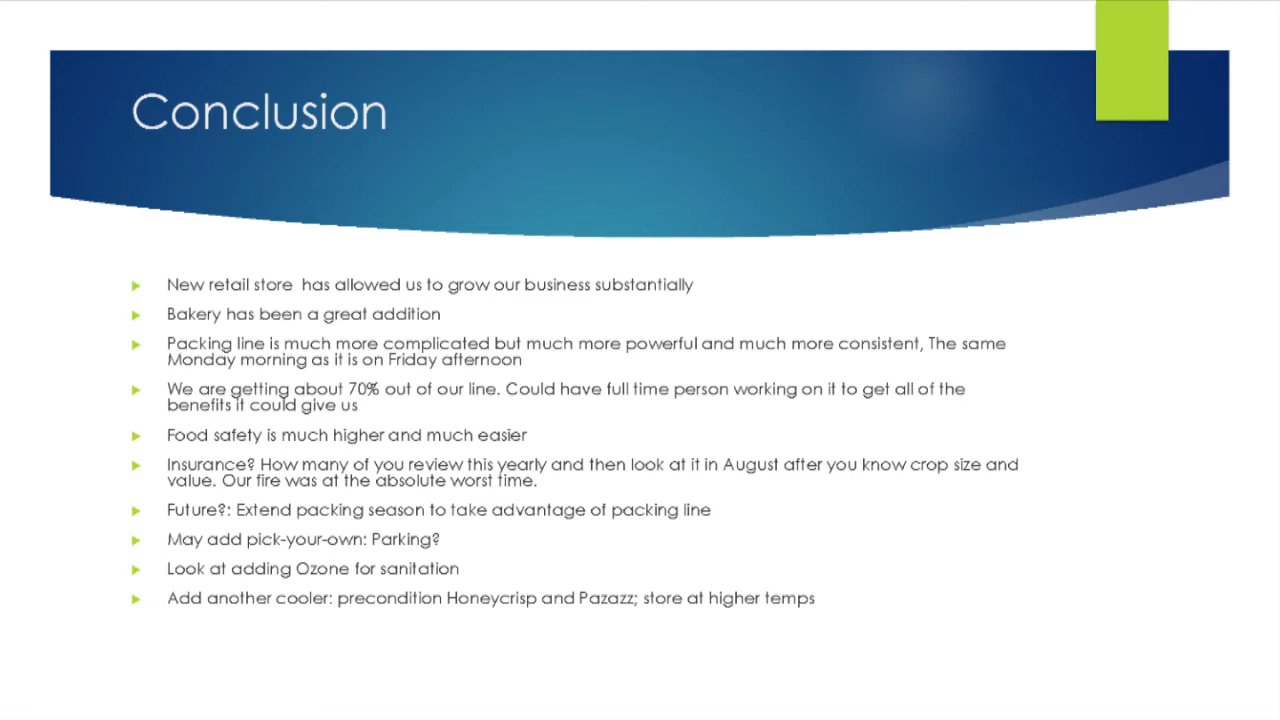 Conclusion
New retail store  has allowed us to grow our business substantially
Bakery has been a great addition
Packing line is much more complicated but much more powerful and much more consistent, The same
Monday morning as it is on Friday afternoon
We are getting about 70% out of our line. Could have full time person working on it to get all of the
benefits it could give us
Food safety is much higher and much easier
Insurance? How many of you review this yearly and then look at it in August after you know crop size and
value. Our fire was at the absolute worst time.
Future?: Extend packing season to take advantage of packing line
May add pick-your-own: Parking?
Look at adding Ozone for sanitation
Add another cooler: precondition Honeycrisp and Pazazz; store at higher temps